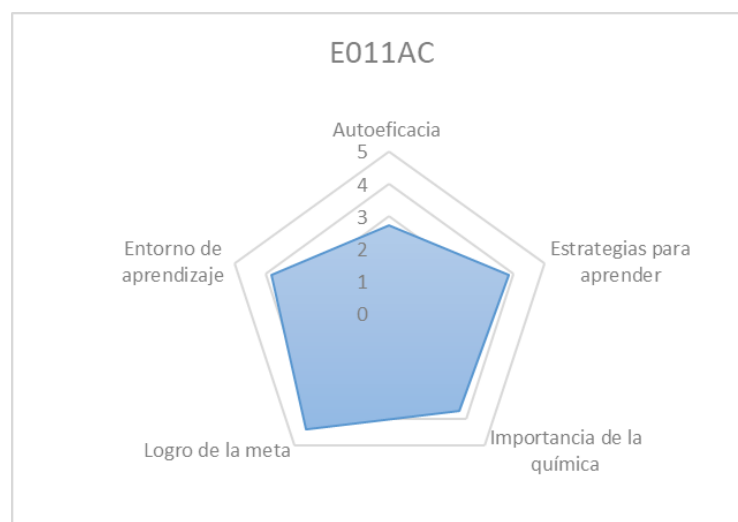 E011AC
Autoeficacia
5
4
3
2
1
0
Estrategias para
aprender
Importancia de la
química
Logro de la meta
Entorno de
aprendizaje